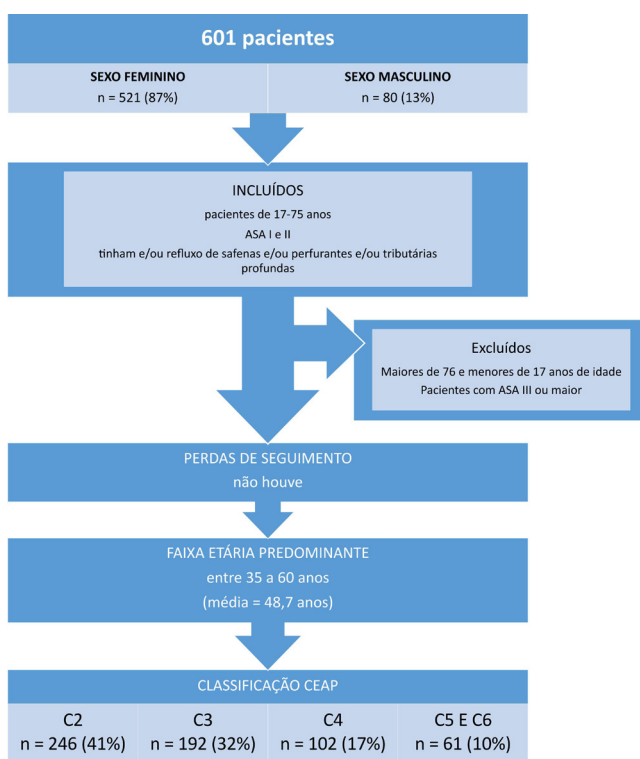 601 pacientes
SEXO FEMININO
n = 521 (87%)
SEXO MASCULINO
n = 80 (13%)
INCLUÍDOS
pacientes de 17-75 anos
ASA I e II
tinham e/ou refluxo de safenas e/ou perfurantes e/ou tributárias
profundas
Excluídos
Maiores de 76 e menores de 17 anos de idade
Pacientes com ASA III ou maior
PERDAS DE SEGUIMENTO
não houve
FAIXA ETÁRIA PREDOMINANTE
entre 35 a 60 anos
(média = 48,7 anos)
CLASSIFICAÇÃO CEAP
C2
n = 246 (41%)
C3
n = 192 (32%)
C4
n = 102 (17%)
C5 E C6
n = 61 (10%)